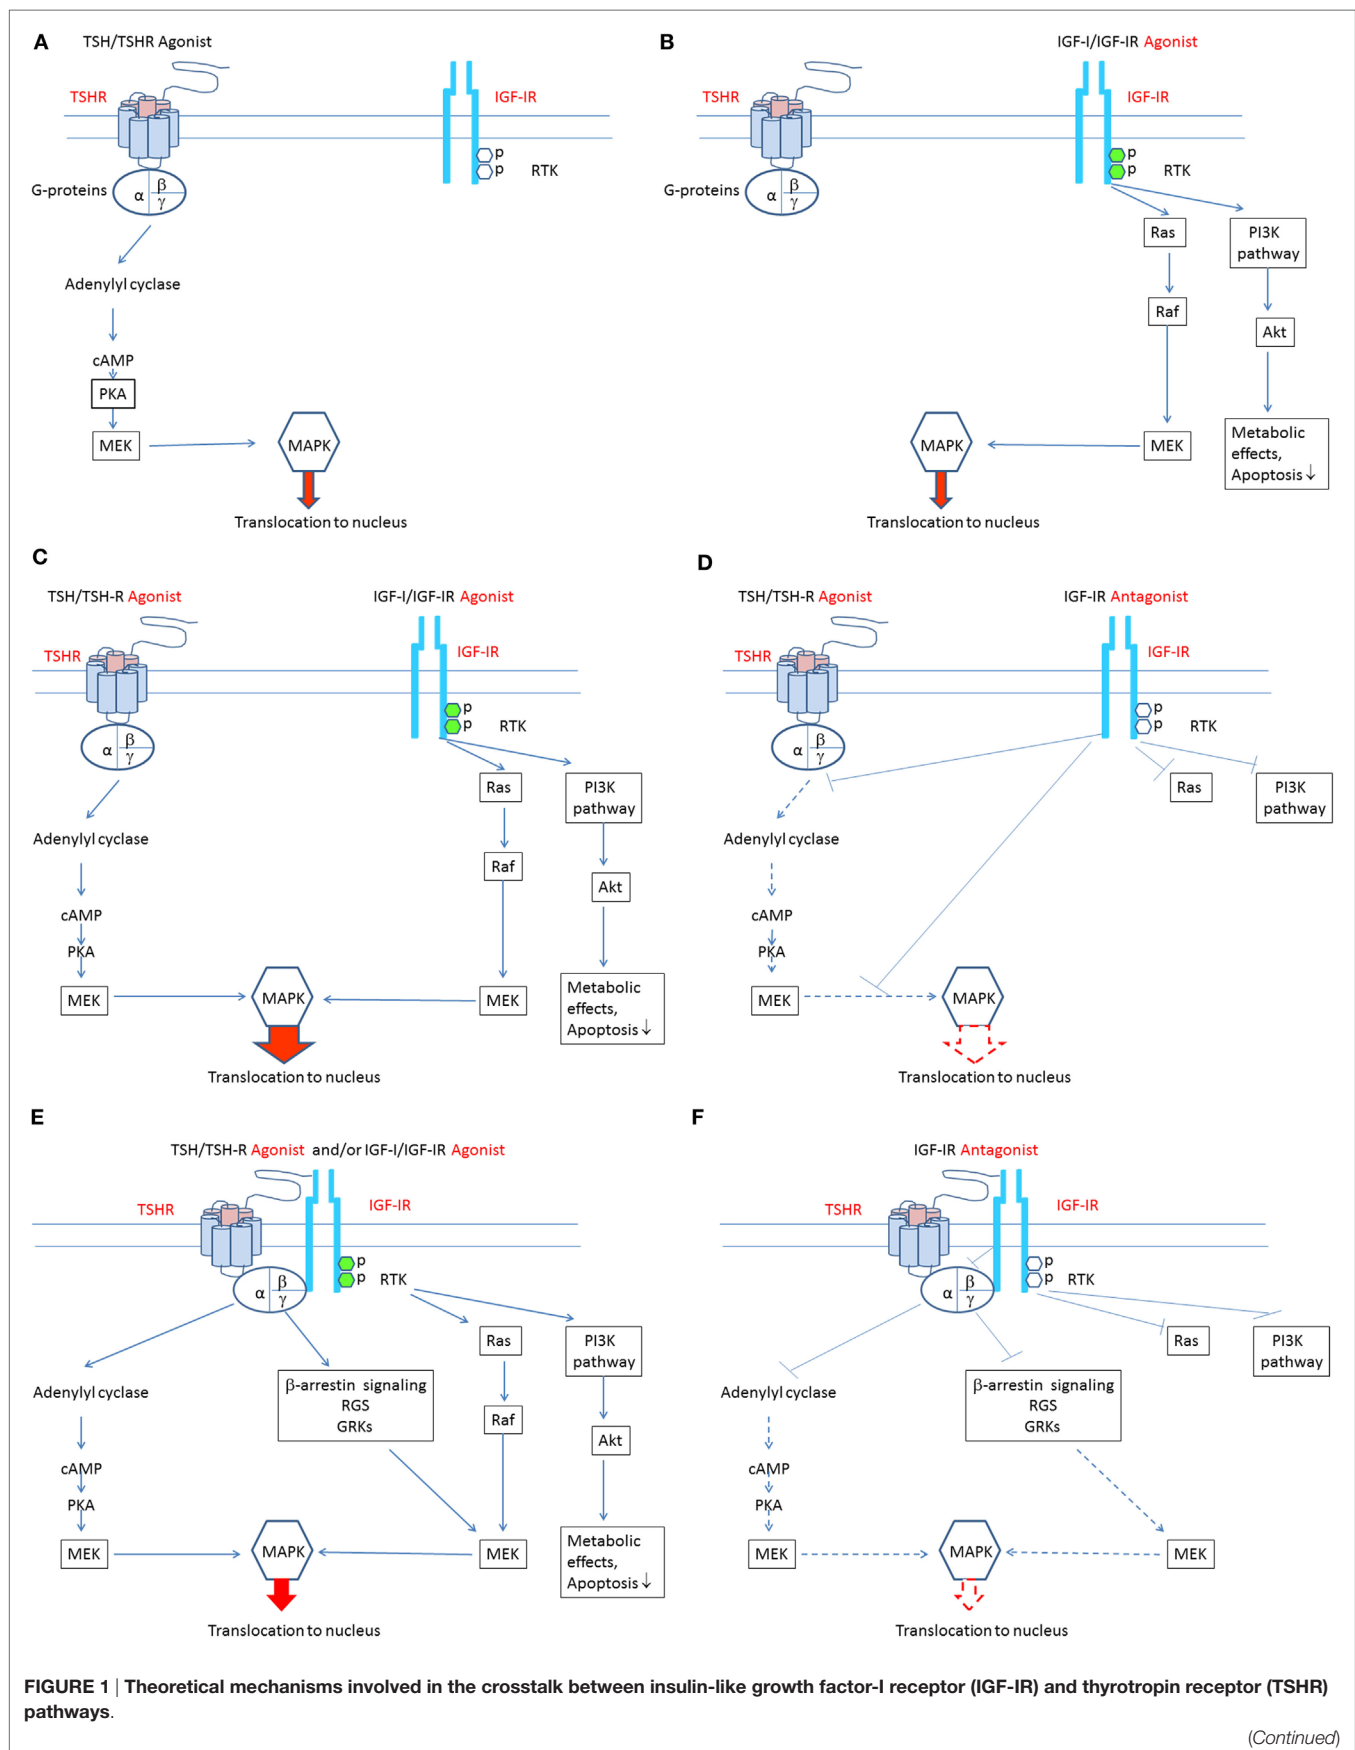 A
TSH/TSHR Agonist
TSHR
IGF-IR
p
p
RTK
G-proteins
α
β
γ
Adenylyl cyclase
cAMP
PKA
MEK
MAPK
Translocation to nucleus
B
IGF-I/IGF-IR Agonist
TSHR
IGF-IR
p
p
RTK
G-proteins
α
β
γ
Ras
PI3K
pathway
Raf
Akt
MAPK
MEK
Metabolic
effects,
Apoptosis ↓
Translocation to nucleus
C
TSH/TSH-R Agonist
IGF-I/IGF-IR Agonist
TSHR
IGF-IR
p
p
RTK
α
β
γ
Ras
PI3K
pathway
Adenylyl cyclase
Raf
Akt
cAMP
PKA
MEK
MAPK
MEK
Metabolic
effects,
Apoptosis ↓
Translocation to nucleus
D
TSH/TSH-R Agonist
IGF-IR Antagonist
TSHR
IGF-IR
p
p
RTK
α
β
γ
Ras
PI3K
pathway
Adenylyl cyclase
cAMP
PKA
MEK
MAPK
Translocation to nucleus
E
TSH/TSH-R Agonist and/or IGF-I/IGF-IR Agonist
TSHR
IGF-IR
p
p
RTK
α
β
γ
Ras
PI3K
pathway
Adenylyl cyclase
β-arrestin signaling
RGS
GRKs
Raf
Akt
cAMP
PKA
MEK
MAPK
MEK
Metabolic
effects,
Apoptosis ↓
Translocation to nucleus
F
IGF-IR Antagonist
TSHR
IGF-IR
p
p
RTK
α
β
γ
Ras
PI3K
pathway
Adenylyl cyclase
β-arrestin signaling
RGS
GRKs
cAMP
PKA
MEK
MAPK
MEK
Translocation to nucleus
FIGURE 1 | Theoretical mechanisms involved in the crosstalk between insulin-like growth factor-I receptor (IGF-IR) and thyrotropin receptor (TSHR)
pathways.
(Continued)